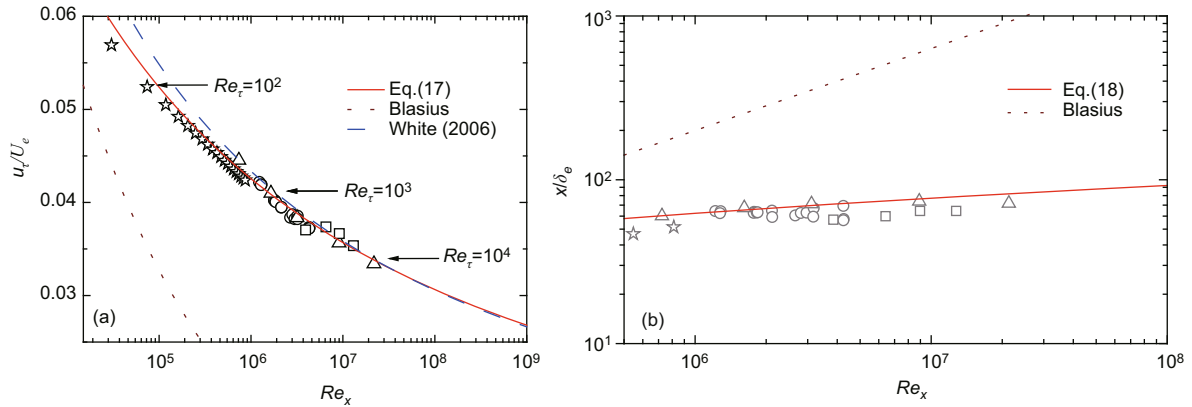 0.06
0.05
0.04
0.03
u_τ/U_e
Re_τ=10^2
Re_τ=10^3
Re_τ=10^4
Eq.(17)
Blasius
White (2006)
(a)
10^5 10^6 10^7 10^8 10^9
Re_x
10^3
10^2
10^1
x/δ_e
Eq.(18)
Blasius
(b)
10^6 10^7 10^8
Re_x